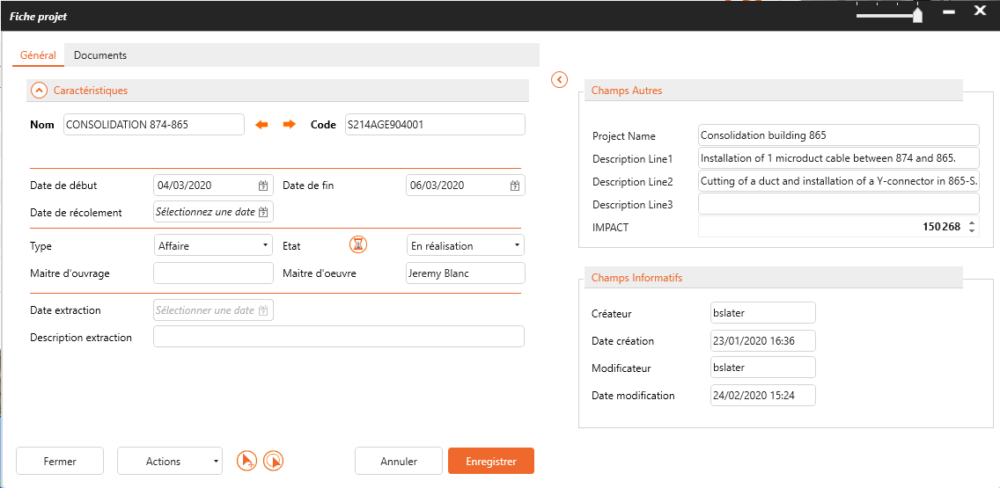 Fiche projet
Général Documents
Caractéristiques
Nom CONSOLIDATION 874-865 Code S214AGE904001
Date de début 04/03/2020 Date de fin 06/03/2020
Date de récolement Sélectionnez une date
Type Affaire Etat En réalisation
Maitre d'ouvrage Maitre d'oeuvre Jeremy Blanc
Date extraction Sélectionner une date
Description extraction
Champs Autres
Project Name Consolidation building 865
Description Line1 Installation of 1 microduct cable between 874 and 865.
Description Line2 Cutting of a duct and installation of a Y-connector in 865-S.
Description Line3
IMPACT 150 268
Champs Informatifs
Créateur bslater
Date création 23/01/2020 16:36
Modificateur bslater
Date modification 24/02/2020 15:24
Fermer Actions Annuler Enregistrer